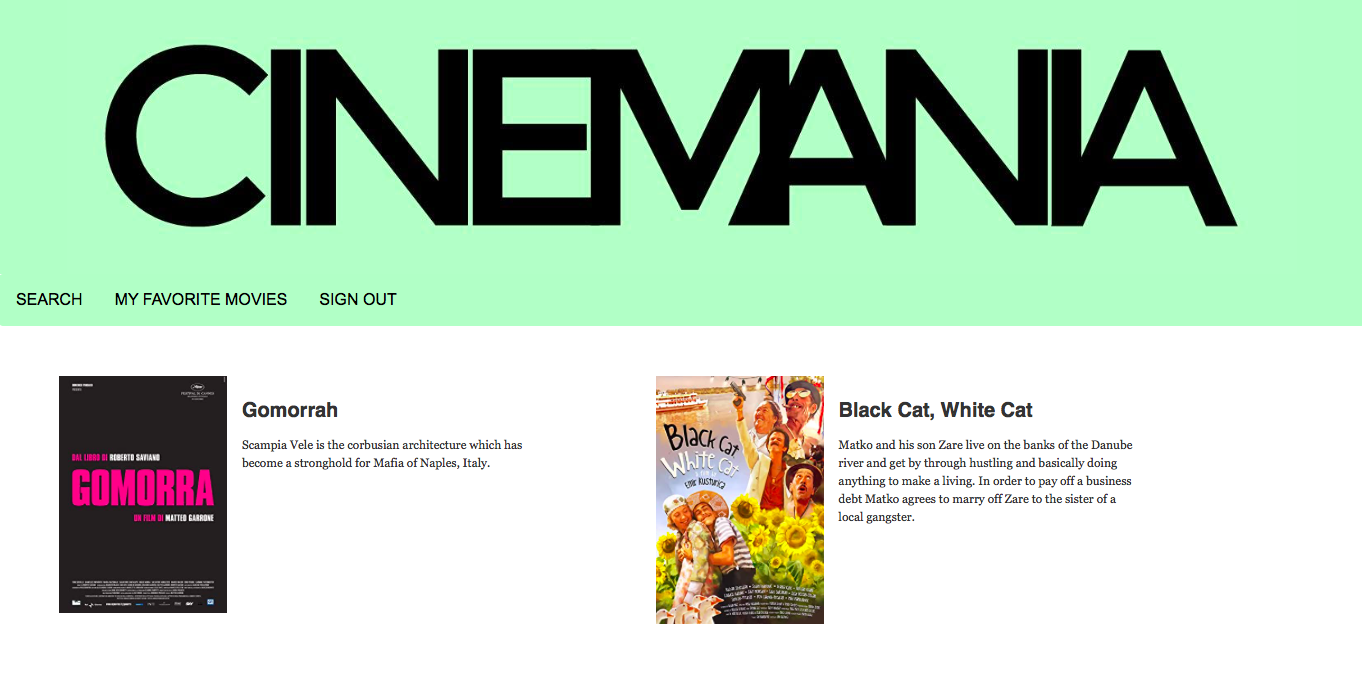 CINEMANIA
SEARCH
MY FAVORITE MOVIES
SIGN OUT
DAL LIBRO DI ROBERTO SAVIANO
GOMORRA
UN FILM DI MATTEO GARRONE
Gomorrah
Scampia Vele is the corbusian architecture which has
become a stronghold for Mafia of Naples, Italy.
Black Cat
White Cat
Emir Kusturica
Black Cat, White Cat
Matko and his son Zare live on the banks of the Danube
river and get by through hustling and basically doing
anything to make a living. In order to pay off a business
debt Matko agrees to marry off Zare to the sister of a
local gangster.